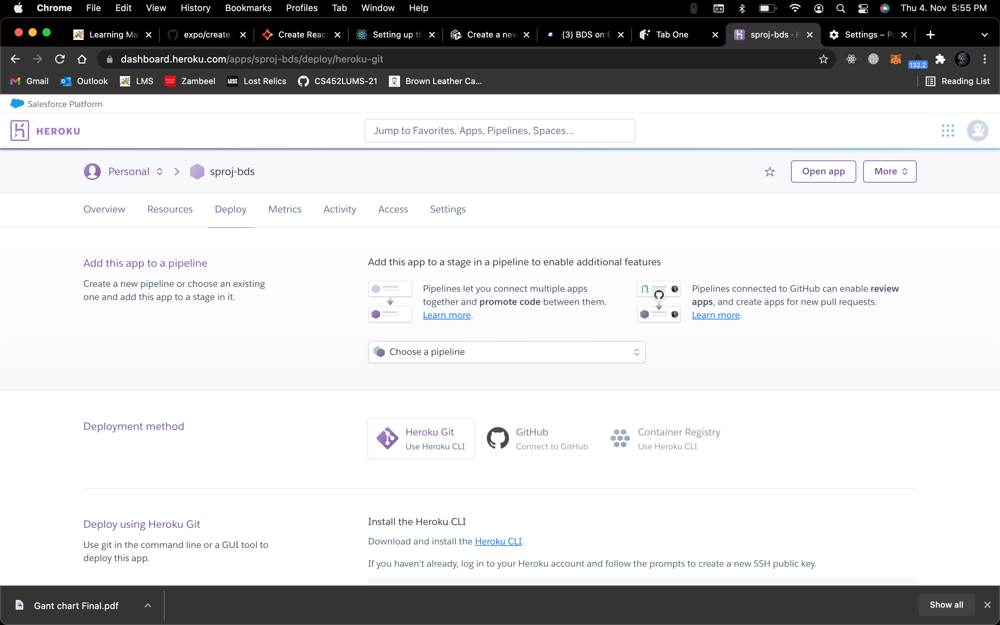 Chrome File Edit View History Bookmarks Profiles Tab Window Help Thu 4. Nov 5:55 PM
Learning Ma expo/create- Create React Setting up th Create a new (3) BDS on E Tab One sproj-bds · H Settings – Pa
dashboard.heroku.com/apps/sproj-bds/deploy/heroku-git
132.2
Gmail Outlook LMS Zambeel Lost Relics CS452LUMS-21 Brown Leather Ca... Reading List
Salesforce Platform
HEROKU
Jump to Favorites, Apps, Pipelines, Spaces...
Personal sproj-bds Open app More
Overview Resources Deploy Metrics Activity Access Settings
Add this app to a pipeline
Create a new pipeline or choose an existing
one and add this app to a stage in it.
Add this app to a stage in a pipeline to enable additional features
Pipelines let you connect multiple apps
together and promote code between them.
Learn more.
Pipelines connected to GitHub can enable review
apps, and create apps for new pull requests.
Learn more.
Choose a pipeline
Deployment method
Heroku Git
Use Heroku CLI
GitHub
Connect to GitHub
Container Registry
Use Heroku CLI
Deploy using Heroku Git
Use git in the command line or a GUI tool to
deploy this app.
Install the Heroku CLI
Download and install the Heroku CLI.
If you haven't already, log in to your Heroku account and follow the prompts to create a new SSH public key.
Gant chart Final.pdf Show all